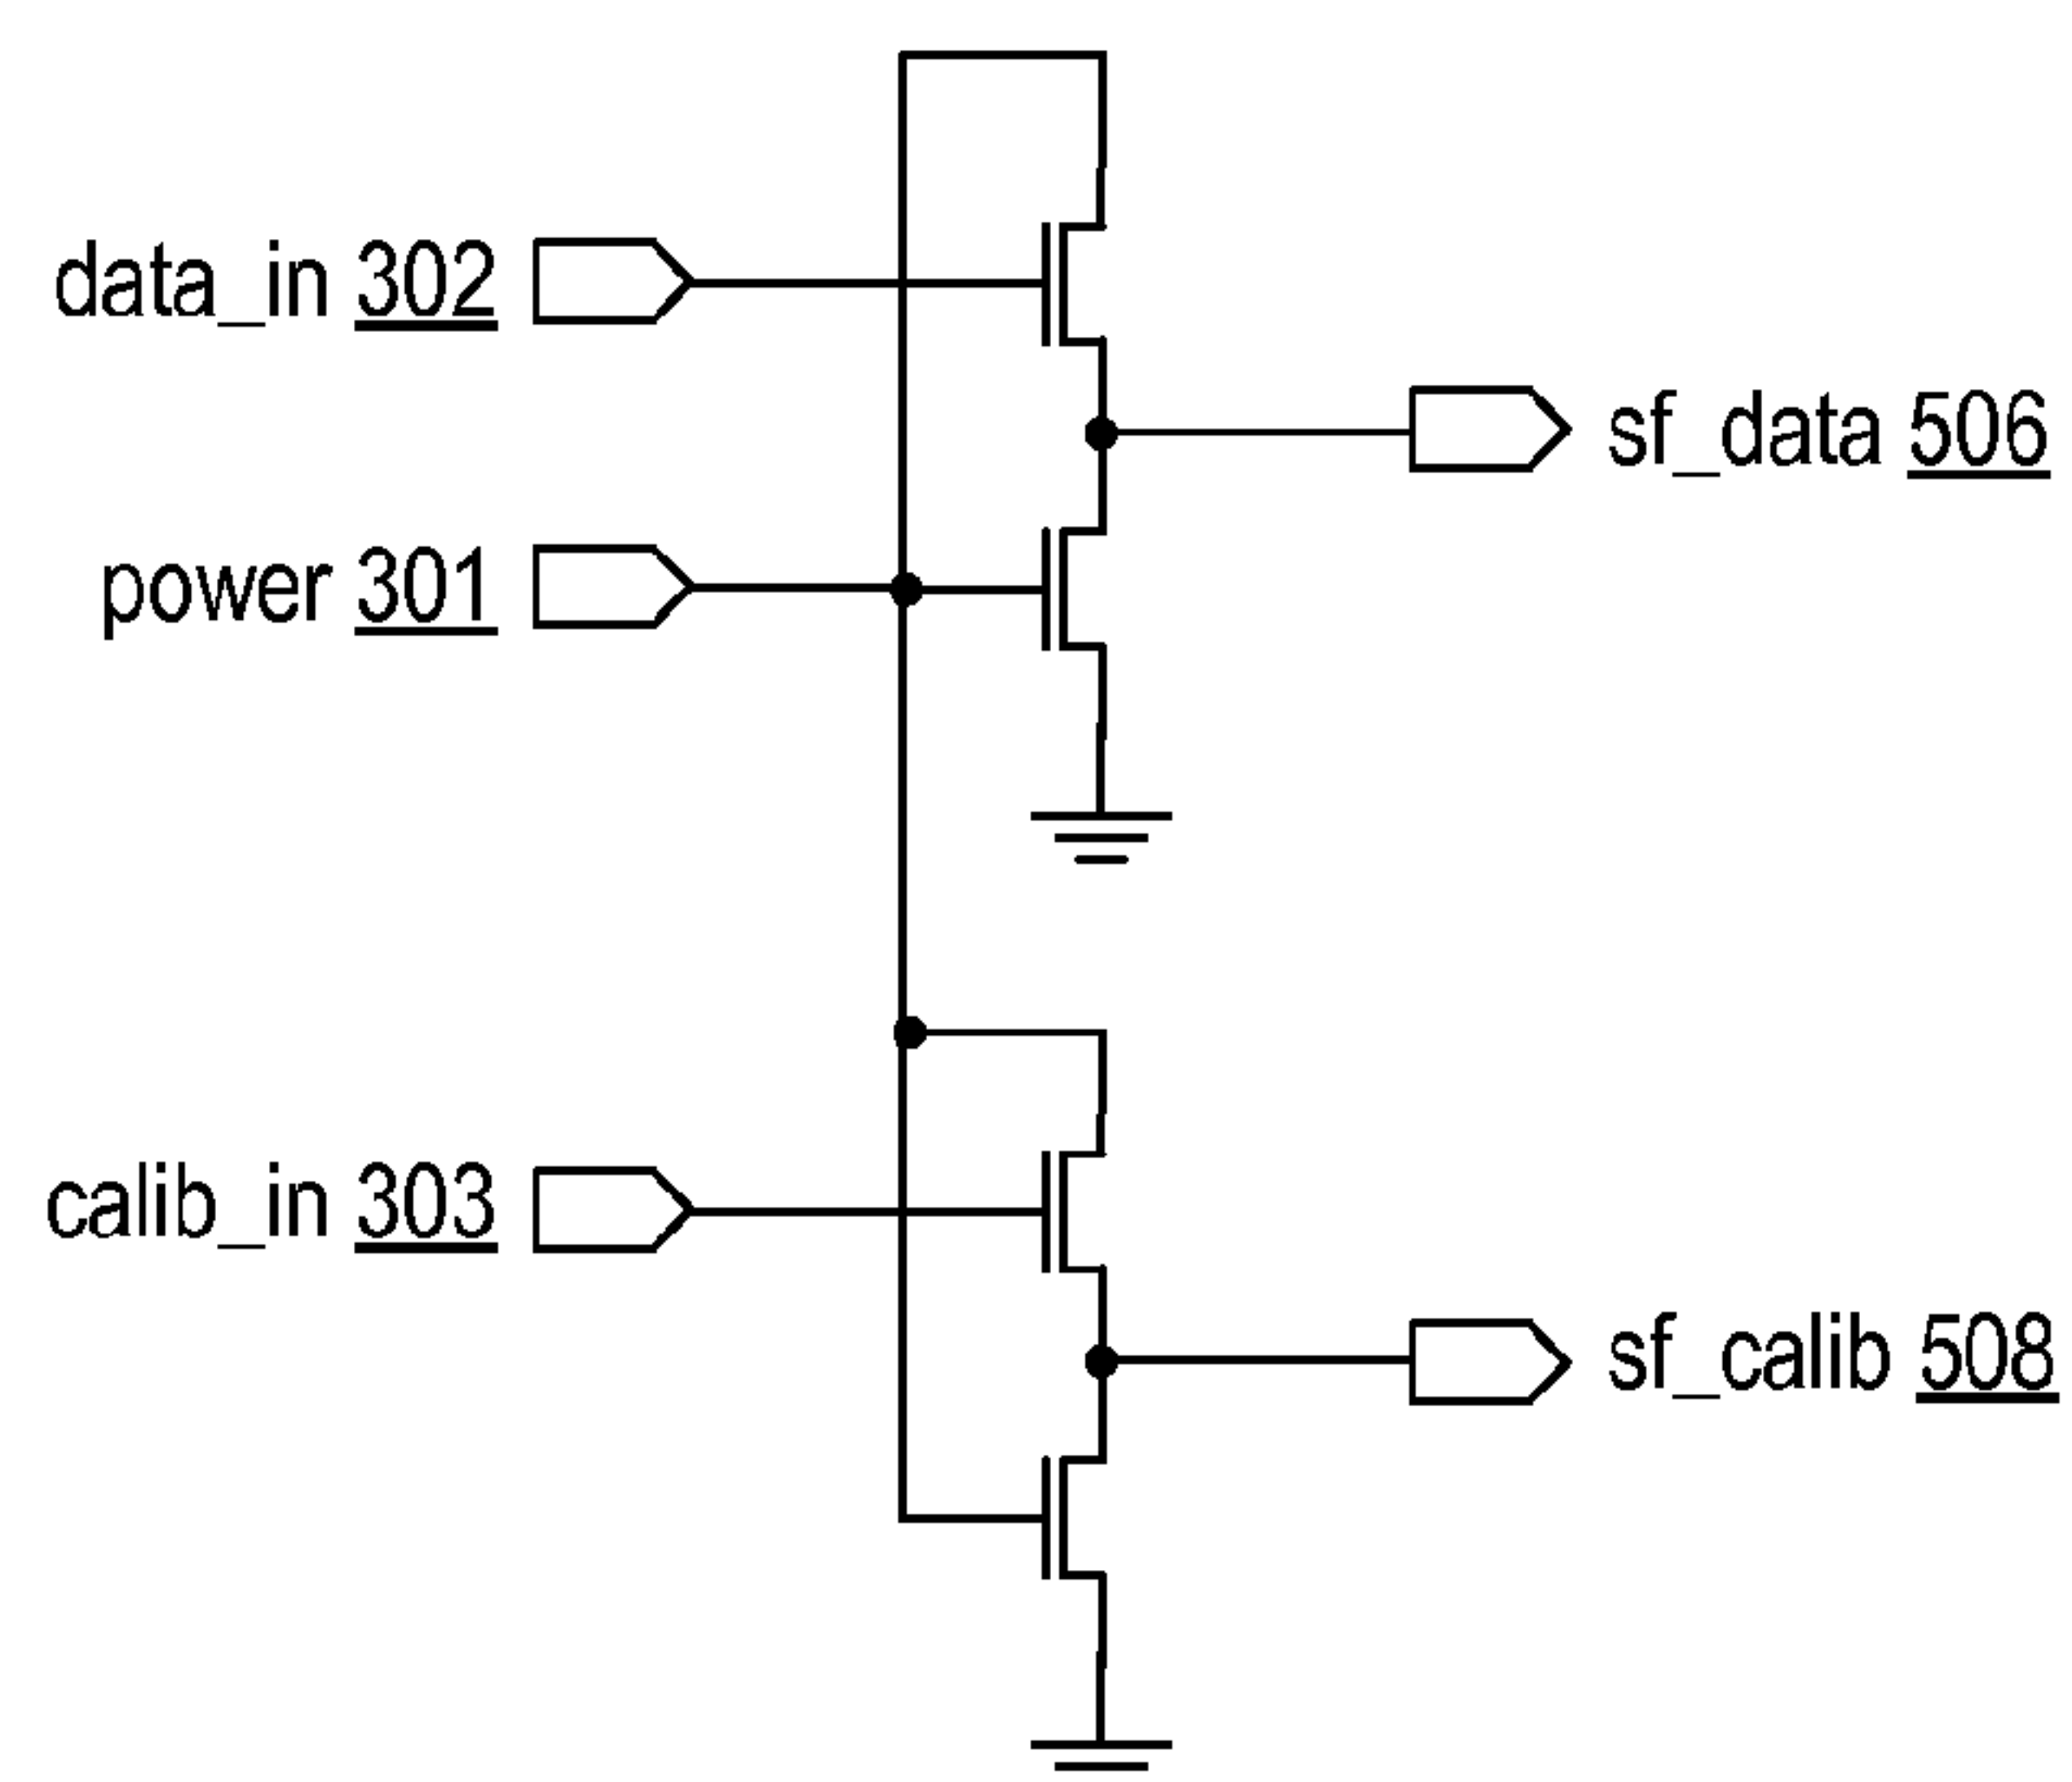 data_in 302
sf_data 506
power 301
calib_in 303
sf_calib 508